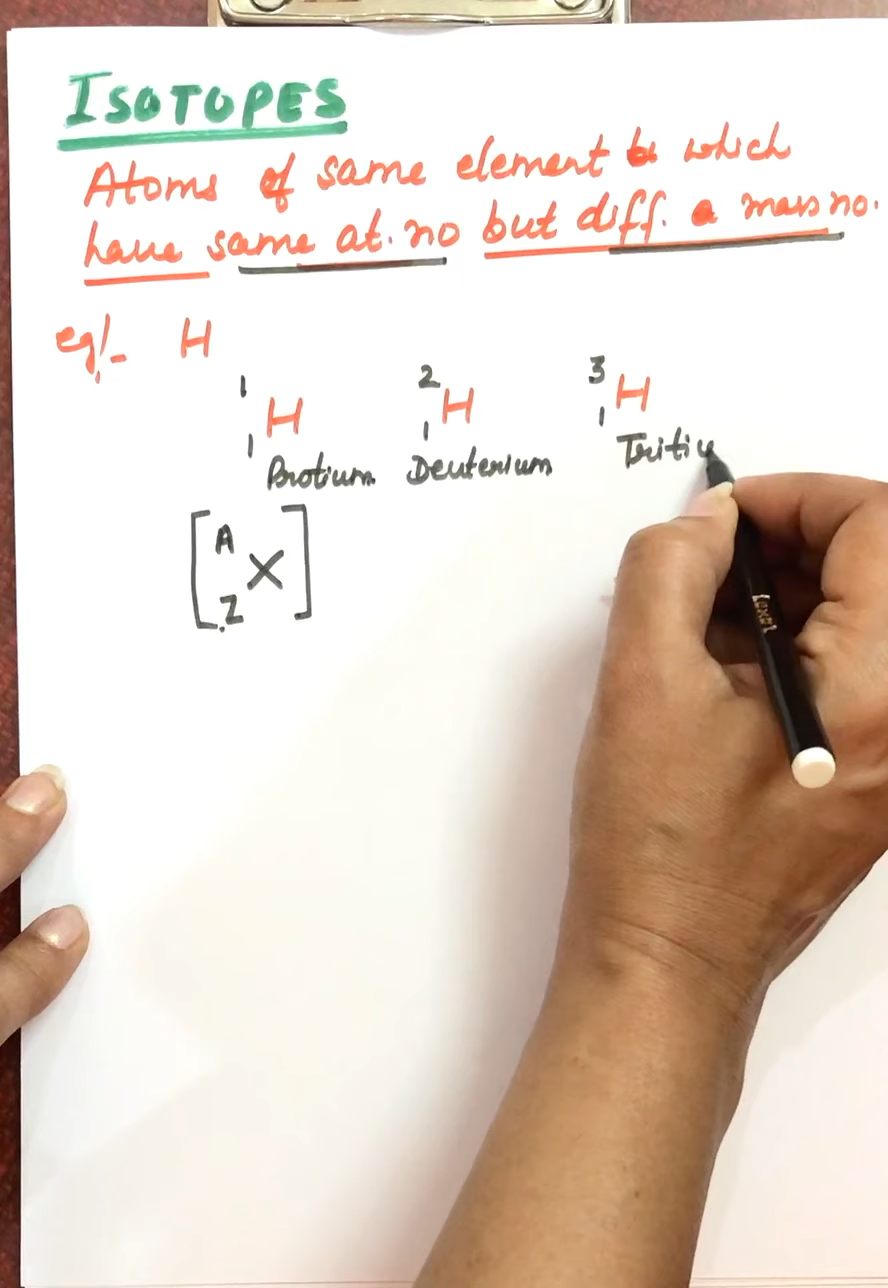 ISOTOPES
Atoms of same element which
have same at. no but diff. mass no.
eg:- H
1 1 H 2 1 H 3 1 H
Protium Deuterium Tritiu
[A Z X]